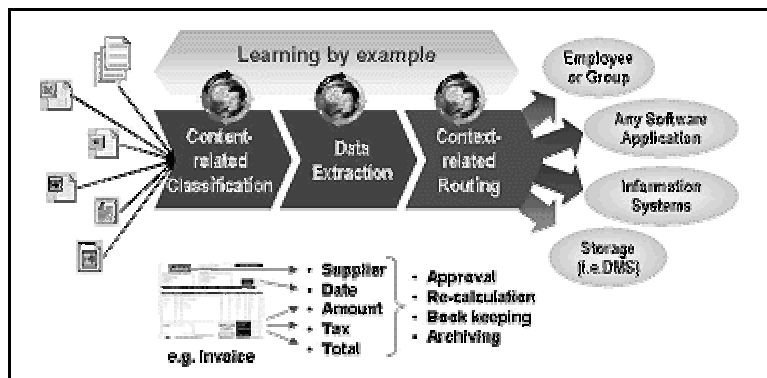 Learning by example
Content-
related
Classification
Data
Extraction
Context-
related
Routing
Employee
or Group
Any Software
Application
Information
Systems
Storage
(i.e.DMS)
e.g. Invoice
• Supplier
• Date
• Amount
• Tax
• Total
• Approval
• Re-calculation
• Book keeping
• Archiving